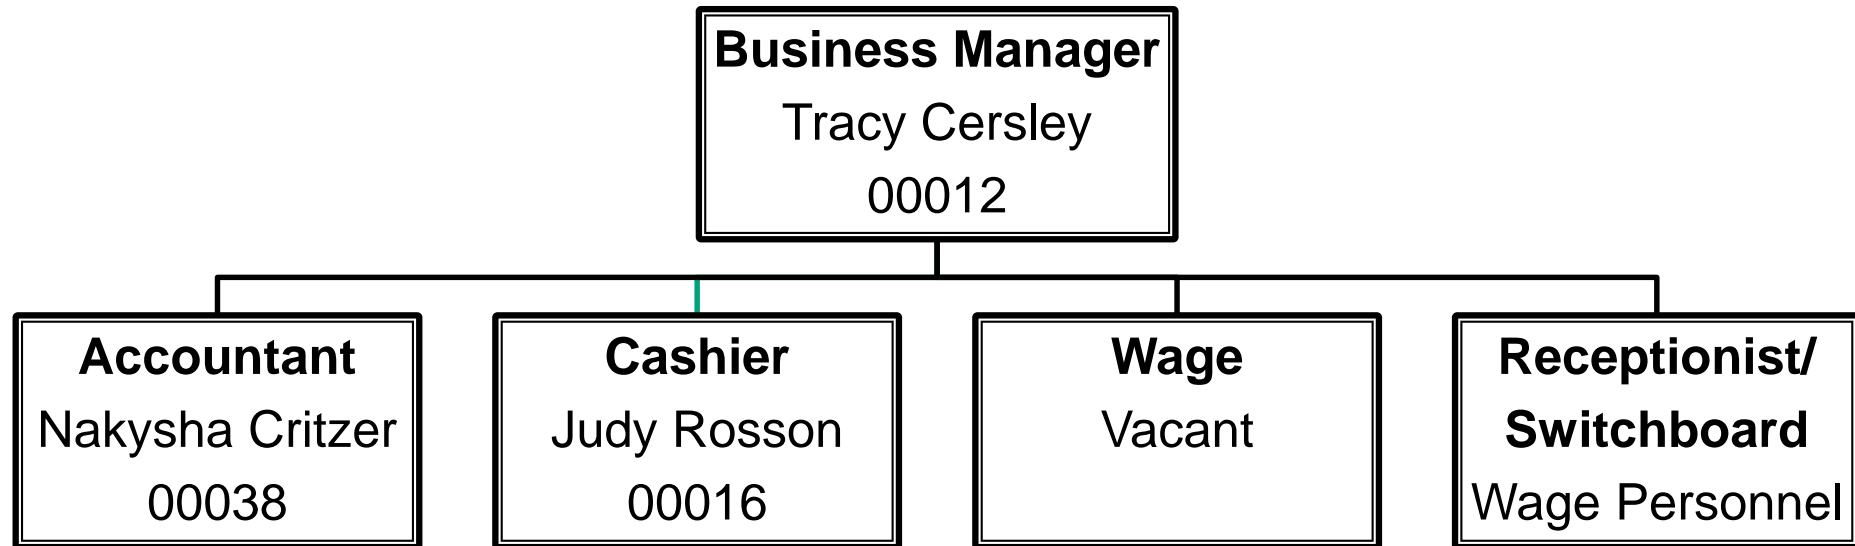 Business Manager
Tracy Cersley
00012
Accountant
Nakysha Critzer
00038
Cashier
Judy Rosson
00016
Wage
Vacant
Receptionist/
Switchboard
Wage Personnel